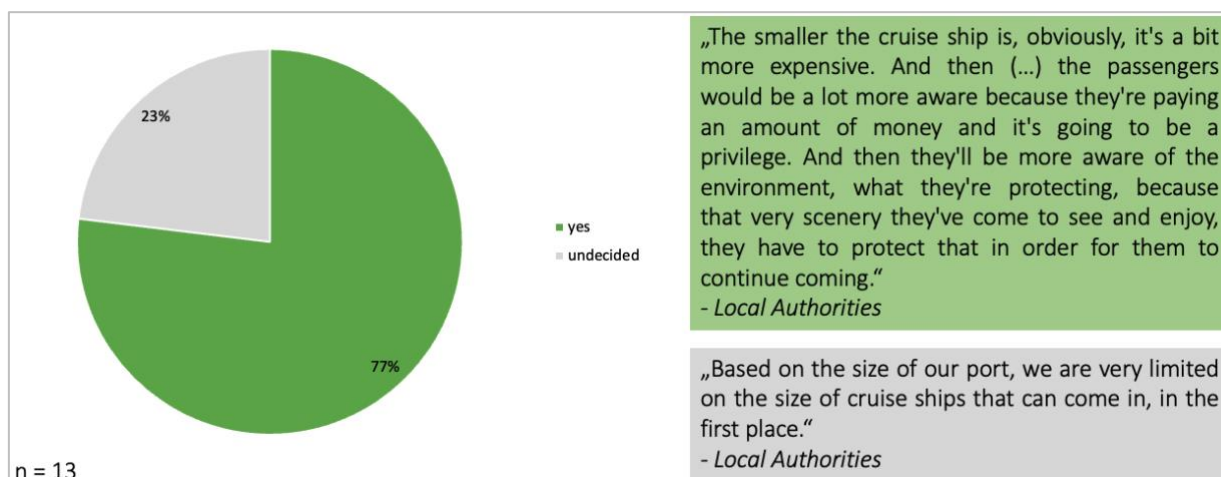 23%
yes
undecided
77%
n = 13
„The smaller the cruise ship is, obviously, it's a bit
more expensive. And then (...) the passengers
would be a lot more aware because they're paying
an amount of money and it's going to be a
privilege. And then they'll be more aware of the
environment, what they're protecting, because
that very scenery they've come to see and enjoy,
they have to protect that in order for them to
continue coming.“
- Local Authorities
„Based on the size of our port, we are very limited
on the size of cruise ships that can come in, in the
first place.“
- Local Authorities